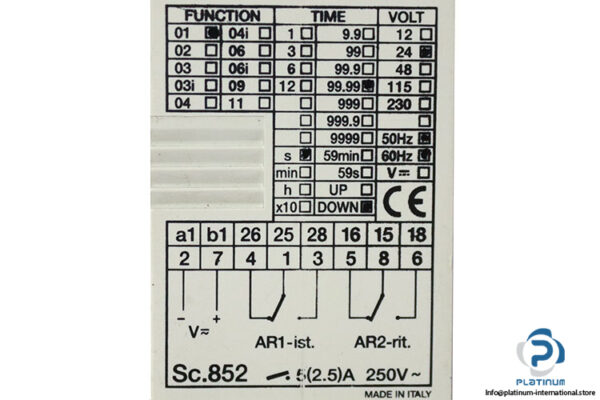 FUNCTION TIME VOLT
01 04i 1 9.9 12
02 06 3 99 24
03 06i 6 99.9 48
03i 09 12 99.99 115
04 11 999 230
999.9
9999 50Hz
s 59min 60Hz
min 59s V
h UP
x10 DOWN CE
a1 b1 26 25 28 16 15 18
2 7 4 1 3 5 8 6
- +
V≂
AR1-ist. AR2-rit.
Sc.852 5(2.5)A 250V~
MADE IN ITALY
PLATINUM
INTERNATIONAL
Info@platinum-international.store